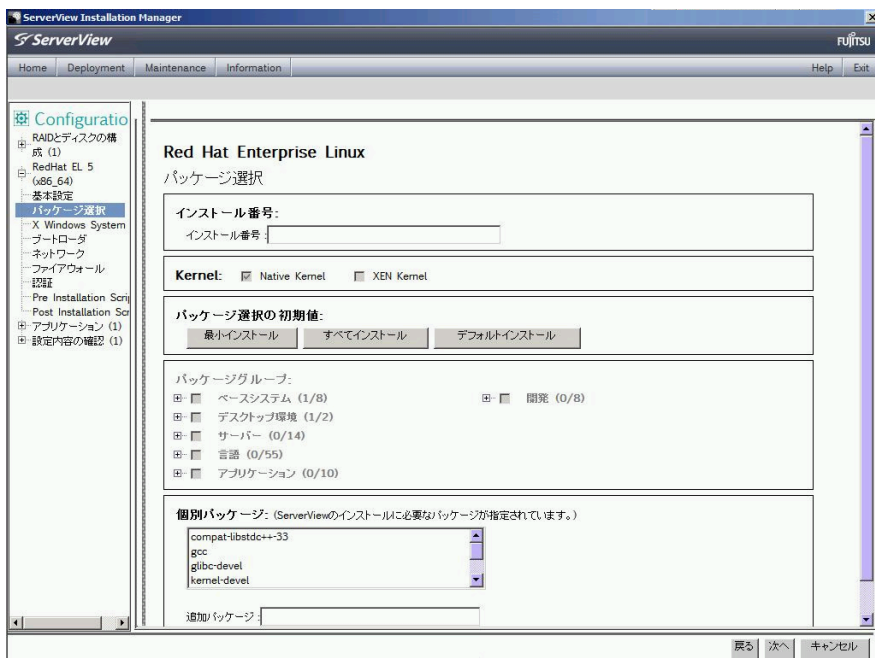 ServerView Installation Manager
ServerView
FUJITSU
Home Deployment Maintenance Information Help Exit
Configuratio
RAIDとディスクの構
成 (1)
RedHat EL 5
(x86_64)
基本設定
パッケージ選択
X Windows System
ブートローダ
ネットワーク
ファイアウォール
認証
Pre Installation Scri
Post Installation Scr
アプリケーション (1)
設定内容の確認 (1)
Red Hat Enterprise Linux
パッケージ選択
インストール番号:
インストール番号 :
Kernel: Native Kernel XEN Kernel
パッケージ選択の初期値:
最小インストール すべてインストール デフォルトインストール
パッケージグループ:
ベースシステム (1/8) 開発 (0/8)
デスクトップ環境 (1/2)
サーバー (0/14)
言語 (0/55)
アプリケーション (0/10)
個別パッケージ: (ServerViewのインストールに必要なパッケージが指定されています。)
compat-libstdc++-33
gcc
glibc-devel
kernel-devel
追加パッケージ :
戻る 次へ キャンセル